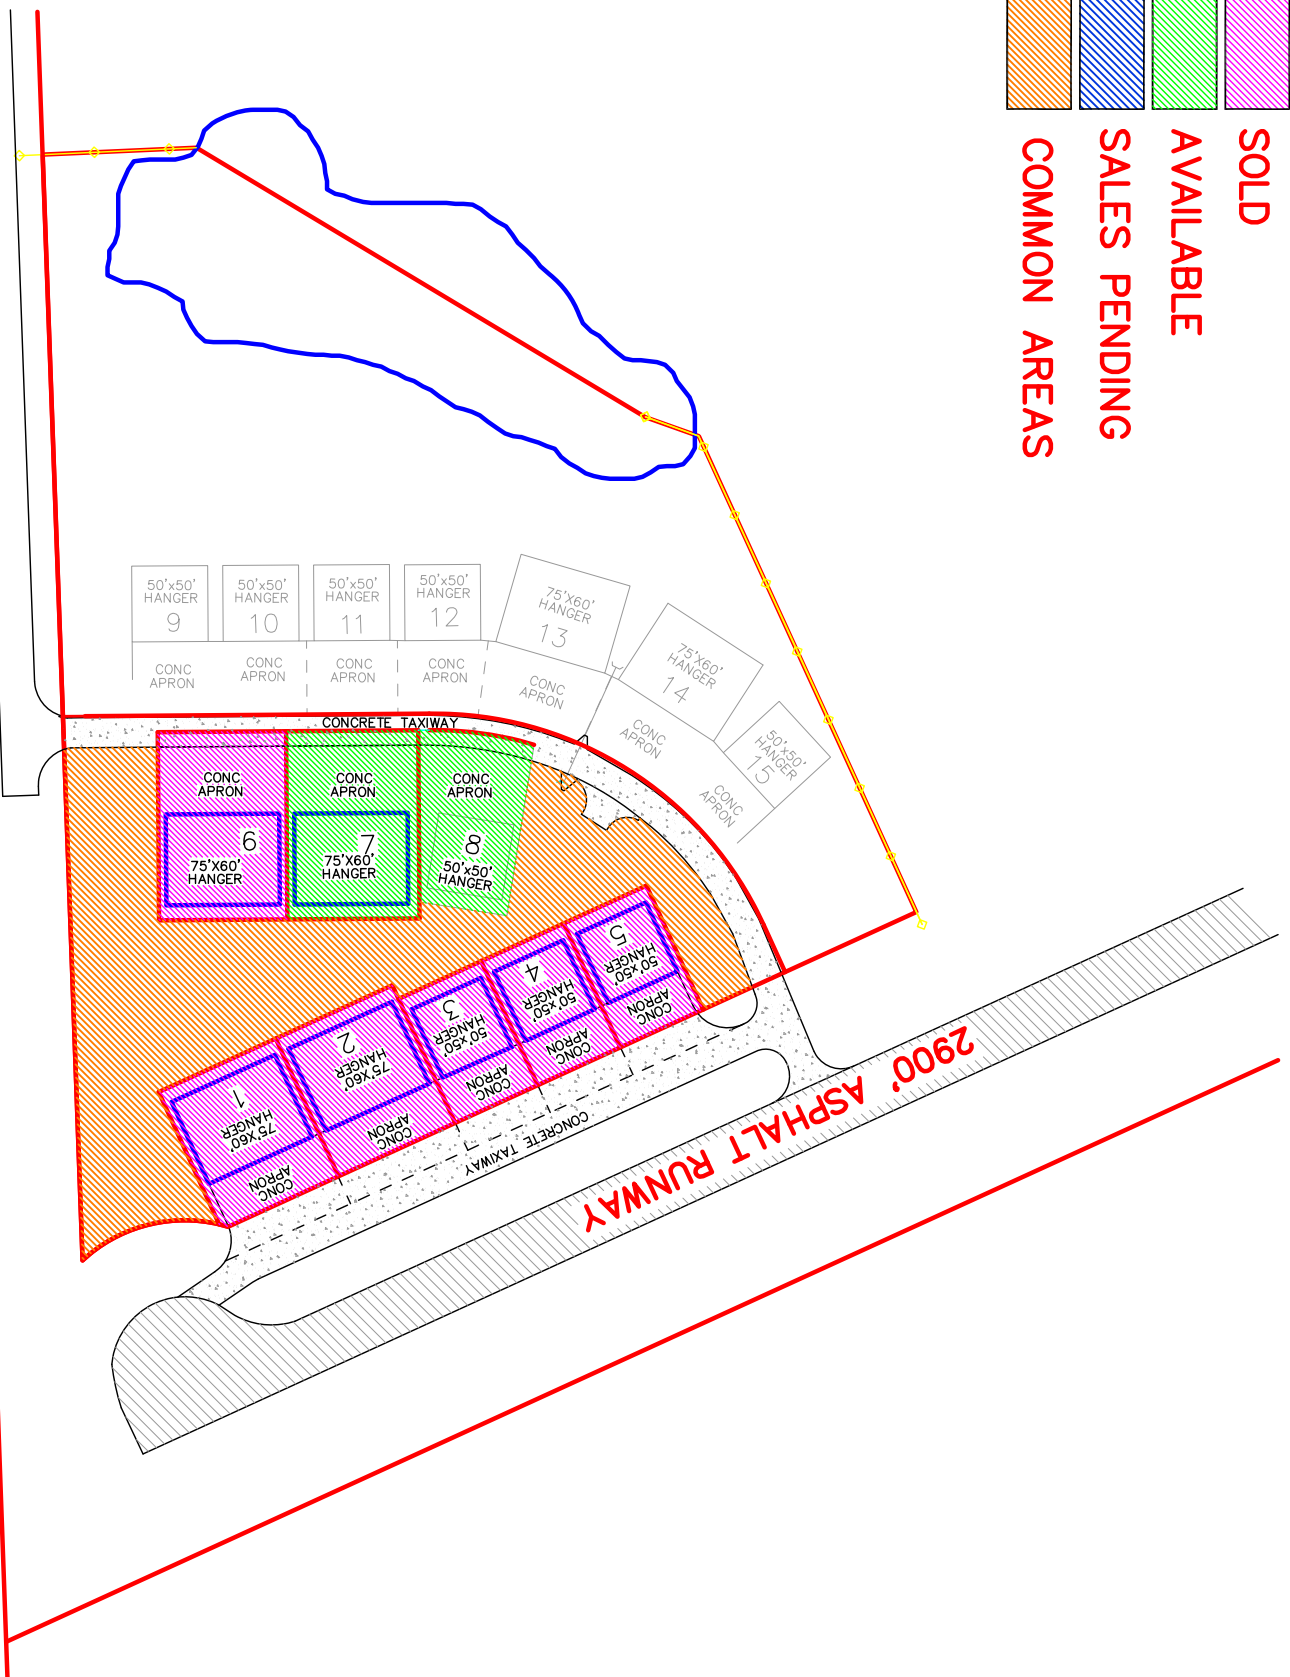 SOLD
AVAILABLE
SALES PENDING
COMMON AREAS
50'x50'
HANGER
9
50'x50'
HANGER
10
50'x50'
HANGER
11
50'x50'
HANGER
12
75'X60'
HANGER
13
75'X60'
HANGER
14
50'x50'
HANGER
15
CONC
APRON
CONC
APRON
CONC
APRON
CONC
APRON
CONC
APRON
CONC
APRON
CONC
APRON
CONCRETE TAXIWAY
CONC
APRON
6
75'X60'
HANGER
CONC
APRON
7
75'X60'
HANGER
CONC
APRON
8
50'x50'
HANGER
5
50'x50'
HANGER
CONC
APRON
4
50'x50'
HANGER
CONC
APRON
3
50'x50'
HANGER
CONC
APRON
2
75'X60'
HANGER
CONC
APRON
1
75'X60'
HANGER
CONC
APRON
CONCRETE TAXIWAY
2900' ASPHALT RUNWAY